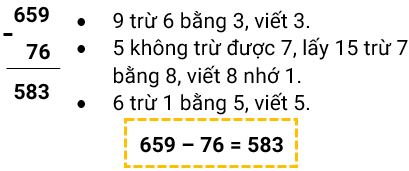 659
-
76
583
• 9 trừ 6 bằng 3, viết 3.
• 5 không trừ được 7, lấy 15 trừ 7
bằng 8, viết 8 nhớ 1.
• 6 trừ 1 bằng 5, viết 5.
659 – 76 = 583